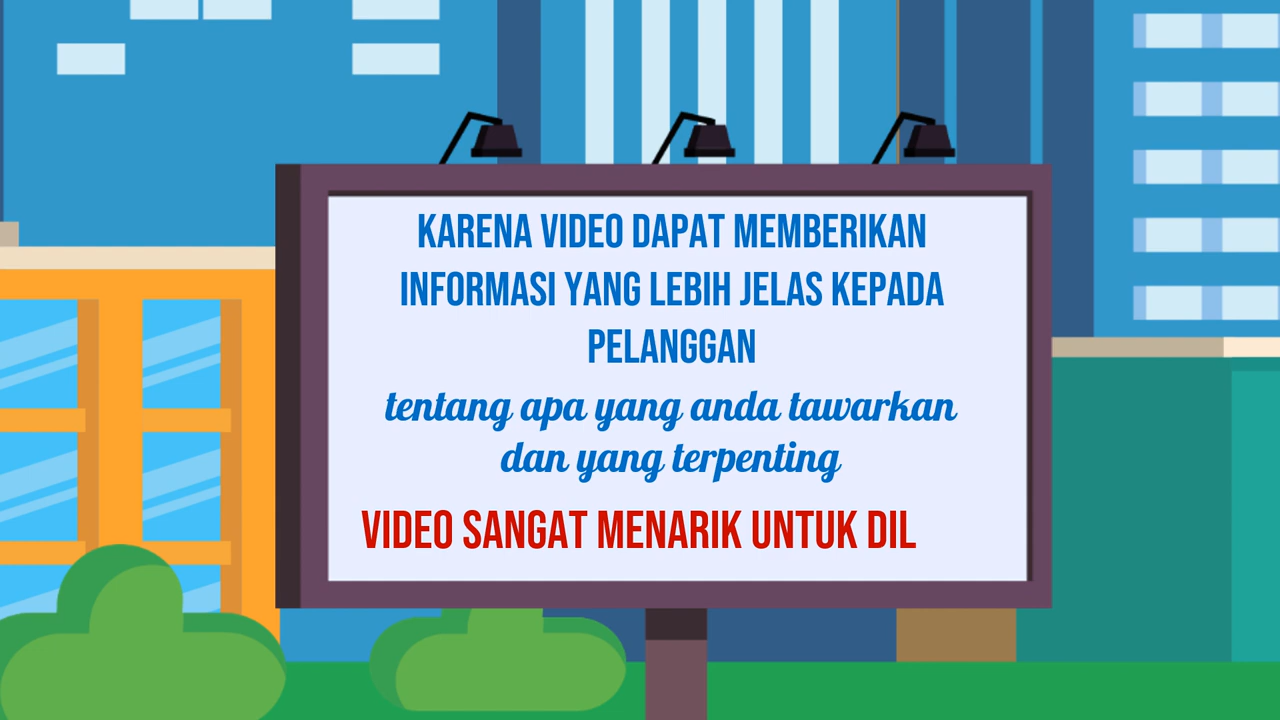 KARENA VIDEO DAPAT MEMBERIKAN
INFORMASI YANG LEBIH JELAS KEPADA
PELANGGAN
tentang apa yang anda tawarkan
dan yang terpenting
VIDEO SANGAT MENARIK UNTUK DIL